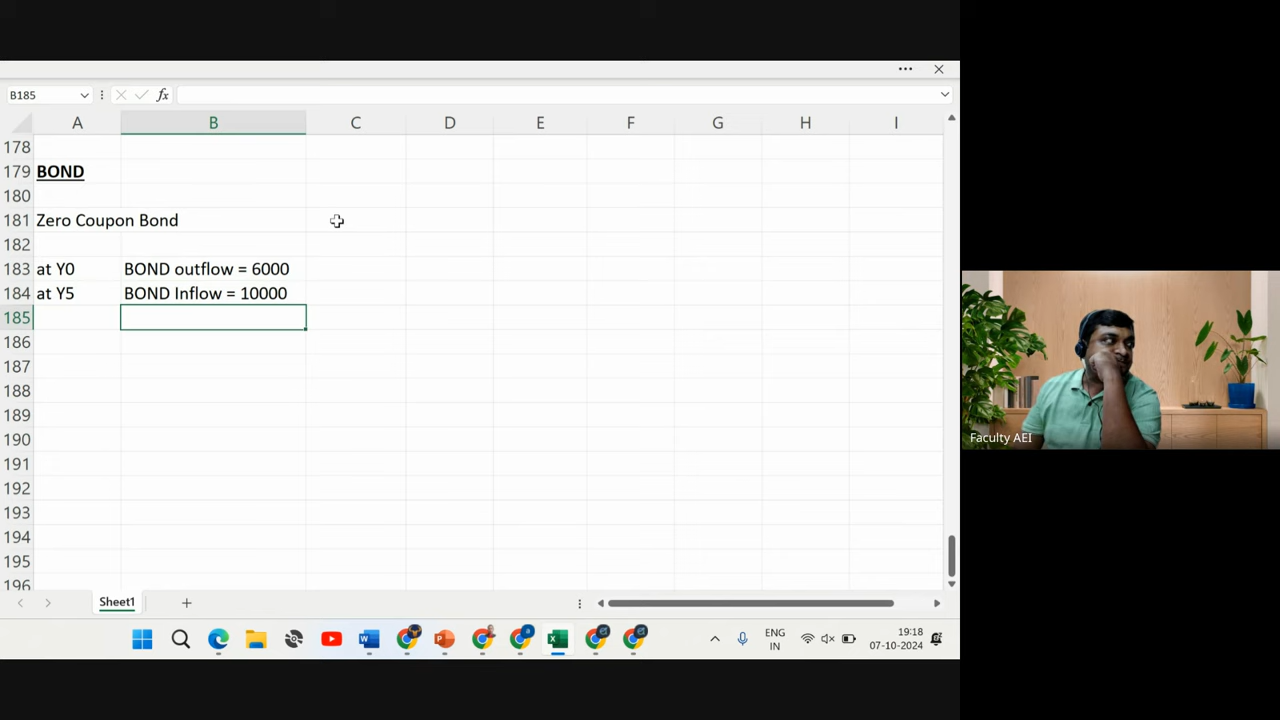 B185
fx
A B C D E F G H I
178
179 BOND
180
181 Zero Coupon Bond
182
183 at Y0 BOND outflow = 6000
184 at Y5 BOND Inflow = 10000
185
186
187
188
189
190
191
192
193
194
195
196
Faculty AEI
Sheet1
ENG
IN
19:18
07-10-2024